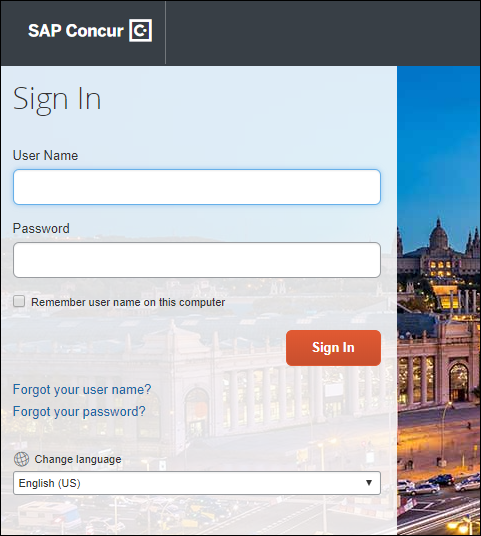 SAP Concur
Sign In
User Name
Password
Remember user name on this computer
Sign In
Forgot your user name?
Forgot your password?
Change language
English (US)